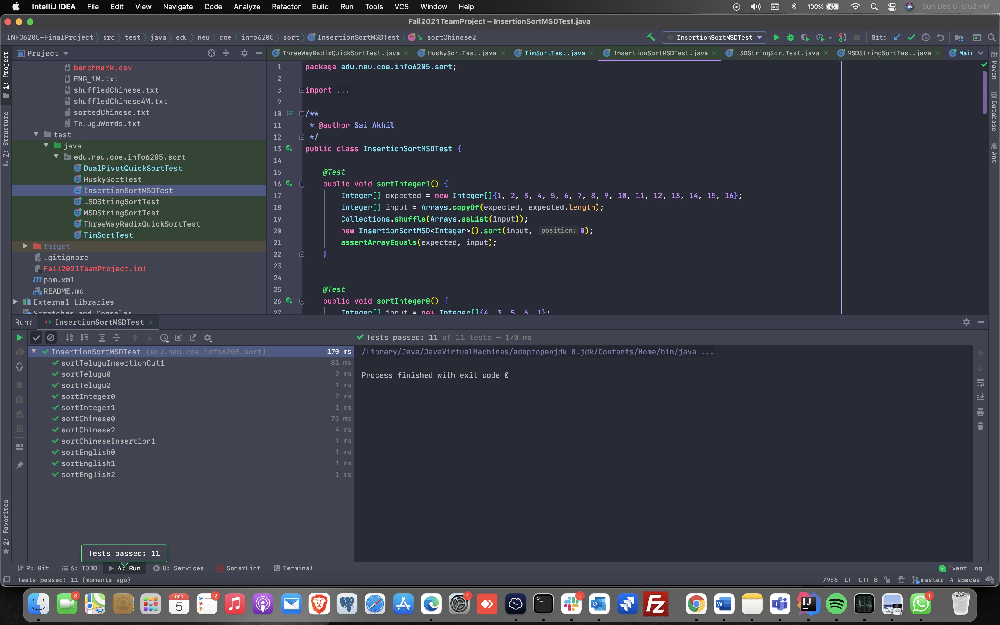 IntelliJ IDEA File Edit View Navigate Code Analyze Refactor Build Run Tools VCS Window Help 100% Sun Dec 5 5:52 PM
Fall2021TeamProject – InsertionSortMSDTest.java
INFO6205-FinalProject src test java edu neu coe info6205 sort InsertionSortMSDTest sortChinese2 InsertionSortMSDTest Git:
Project
ThreeWayRadixQuickSortTest.java HuskySortTest.java TimSortTest.java InsertionSortMSDTest.java LSDStringSortTest.java MSDStringSortTest.java Mair
1: Project
Z: Structure
2: Favorites
Maven
Database
Ant
benchmark.csv
ENG_1M.txt
shuffledChinese.txt
shuffledChinese4M.txt
sortedChinese.txt
TeluguWords.txt
test
java
edu.neu.coe.info6205.sort
DualPivotQuickSortTest
HuskySortTest
InsertionSortMSDTest
LSDStringSortTest
MSDStringSortTest
ThreeWayRadixQuickSortTest
TimSortTest
target
.gitignore
Fall2021TeamProject.iml
pom.xml
README.md
External Libraries
Scratches and Consoles
1 package edu.neu.coe.info6205.sort;
2
3 import ...
9
10 /**
11 * @author Sai Akhil
12 */
13 public class InsertionSortMSDTest {
14
15 @Test
16 public void sortInteger1() {
17 Integer[] expected = new Integer[]{1, 2, 3, 4, 5, 6, 7, 8, 9, 10, 11, 12, 13, 14, 15, 16};
18 Integer[] input = Arrays.copyOf(expected, expected.length);
19 Collections.shuffle(Arrays.asList(input));
20 new InsertionSortMSD<Integer>().sort(input, position: 0);
21 assertArrayEquals(expected, input);
22 }
23
24
25 @Test
26 public void sortInteger0() {
27 Integer[] input = new Integer[]{4, 3, 5, 6, 1};
Run: InsertionSortMSDTest
Tests passed: 11 of 11 tests – 170 ms
InsertionSortMSDTest (edu.neu.coe.info6205.sort) 170 ms
sortTeluguInsertionCut1 81 ms
sortTelugu0 2 ms
sortTelugu2 1 ms
sortInteger0 2 ms
sortInteger1 1 ms
sortChinese0 75 ms
sortChinese2 4 ms
sortChineseInsertion1 1 ms
sortEnglish0 1 ms
sortEnglish1 1 ms
sortEnglish2 1 ms
/Library/Java/JavaVirtualMachines/adoptopenjdk-8.jdk/Contents/Home/bin/java ...
Process finished with exit code 0
Tests passed: 11
9: Git 6: TODO 4: Run 8: Services SonarLint Terminal 7 Event Log
Tests passed: 11 (moments ago) 79:6 LF UTF-8 master 4 spaces
8 280 DEC 5 2 1 >_ O Fz W T IJ 1